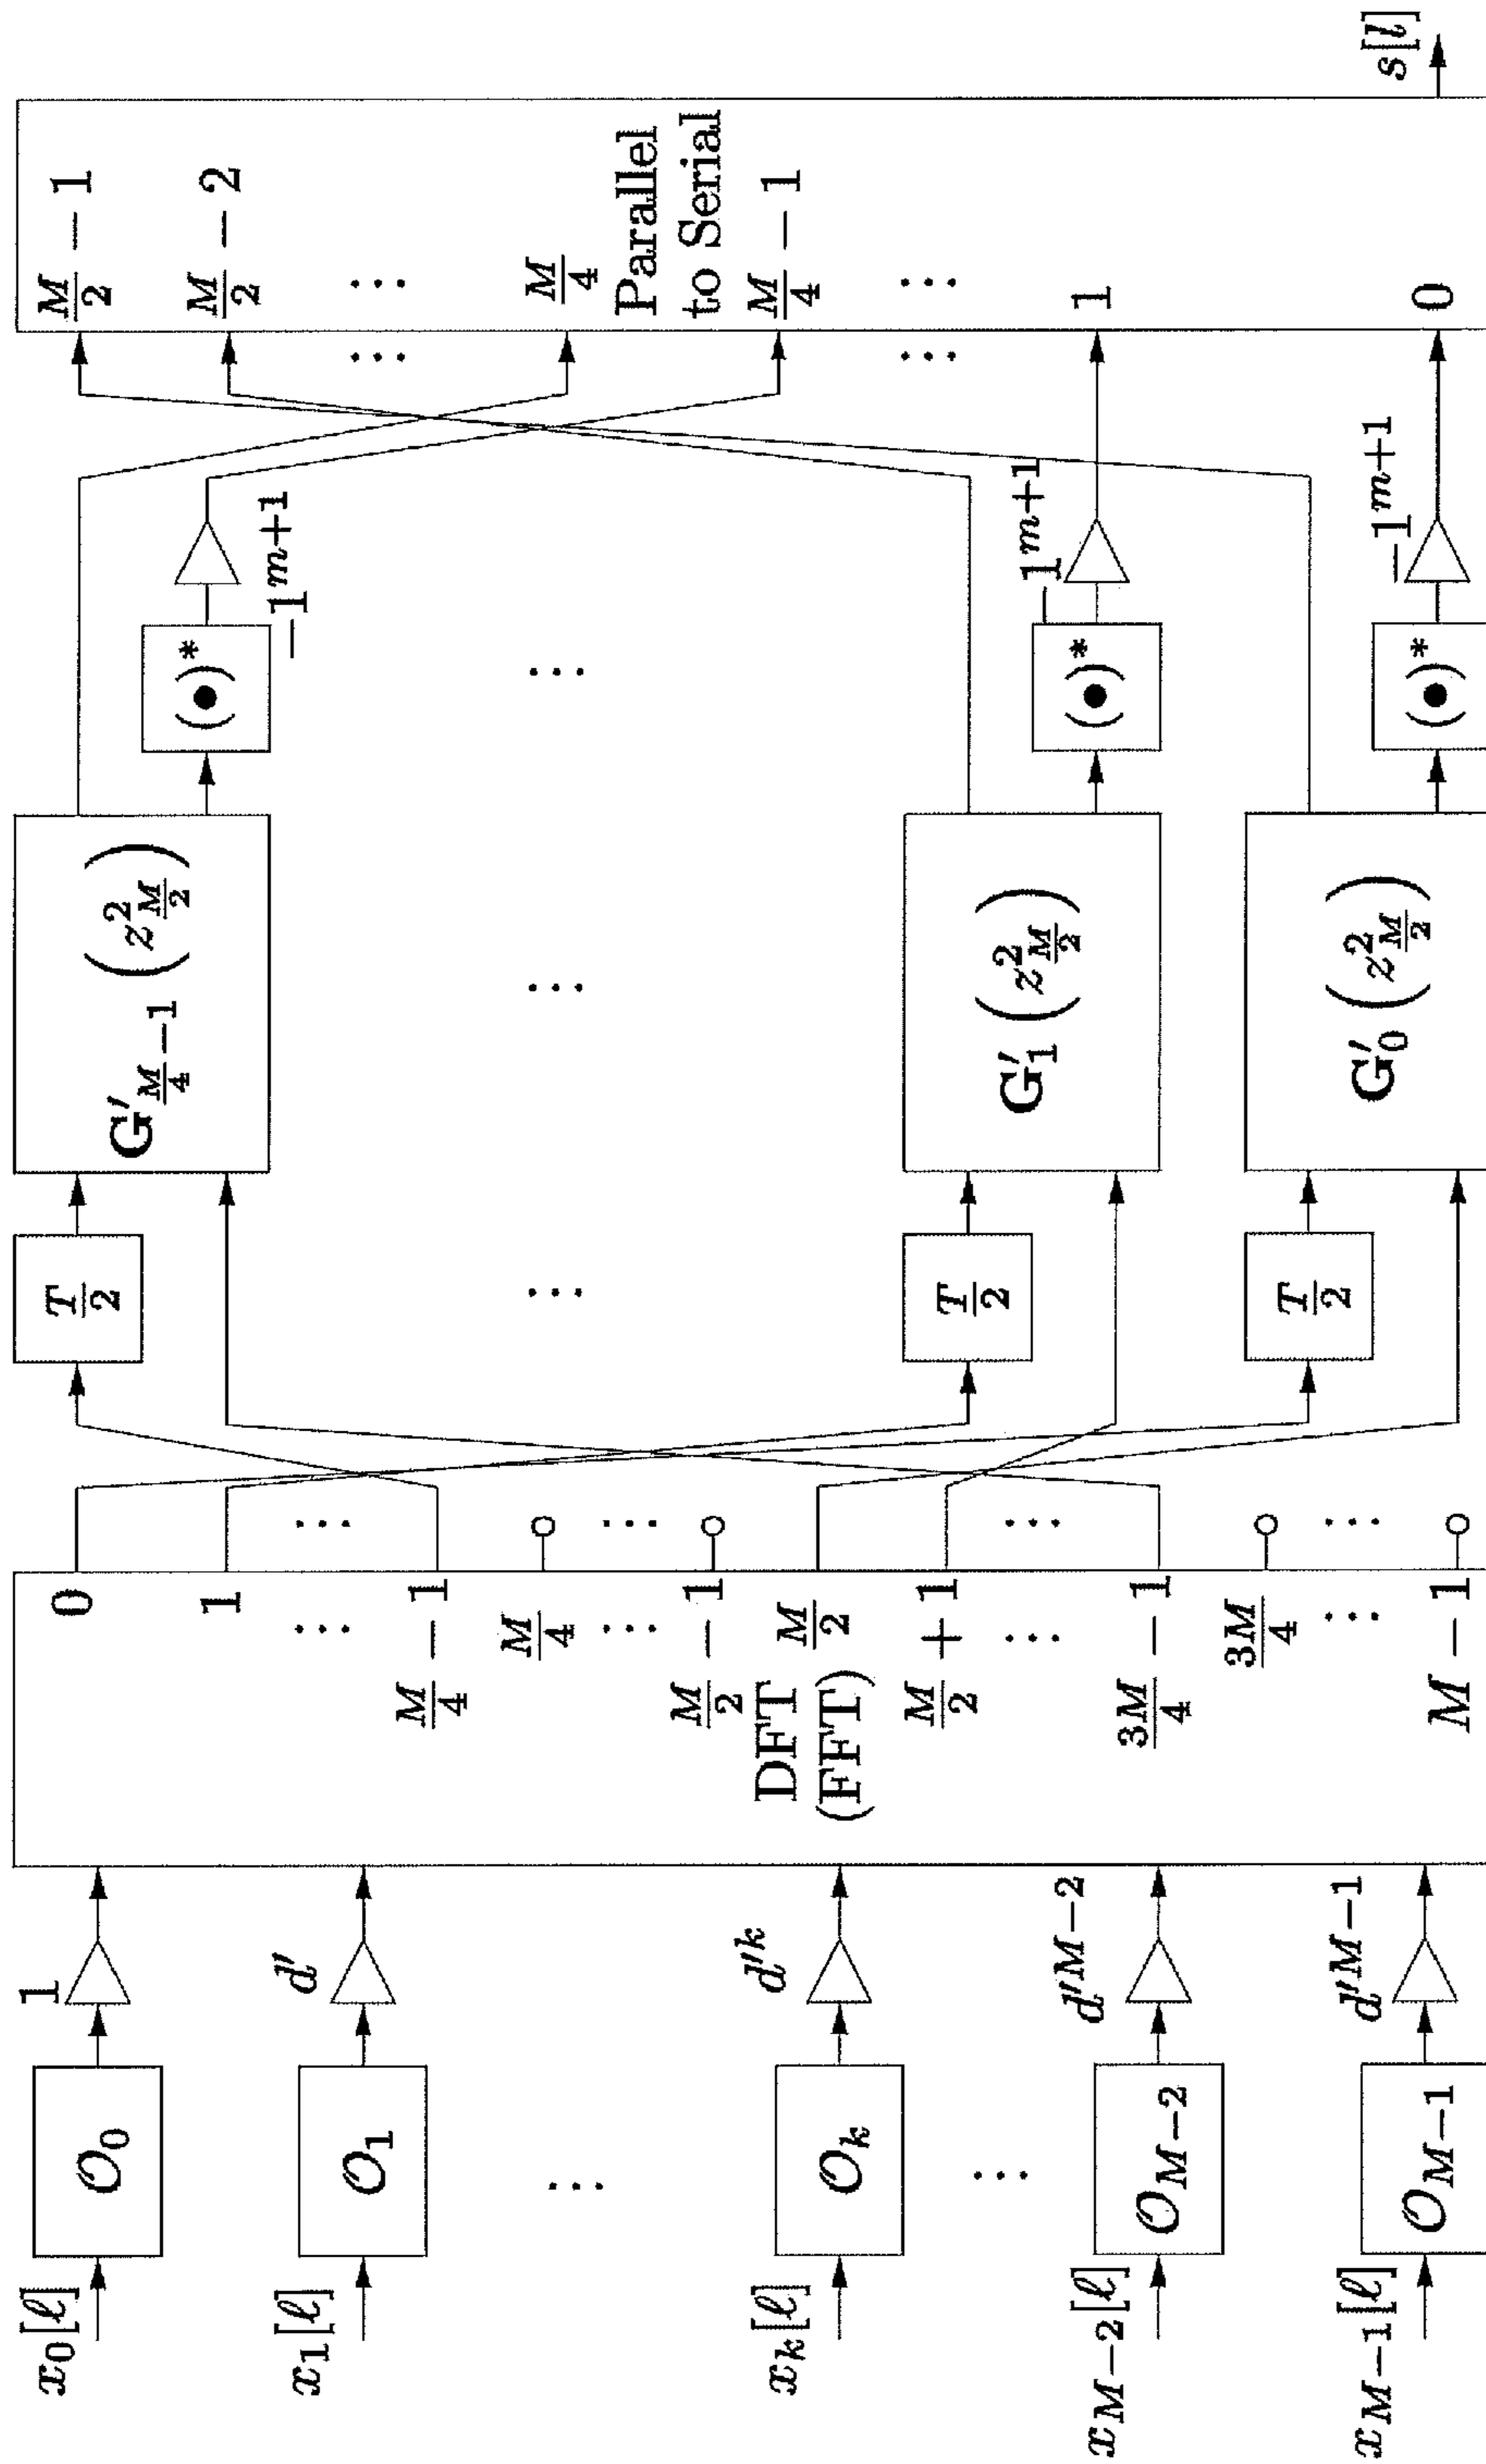 x_0[ℓ]
O_0
1
x_1[ℓ]
O_1
d'
...
x_k[ℓ]
O_k
d'^k
...
x_{M-2}[ℓ]
O_{M-2}
d'^{M-2}
x_{M-1}[ℓ]
O_{M-1}
d'^{M-1}
0
1
...
M/4 - 1
M/4
...
M/2 - 1
DFT
(FFT)
M/2
M/2 + 1
...
3M/4 - 1
3M/4
...
M - 1
T/2
G'_{M/4 - 1} (z^2_{M/2})
(•)*
-1^{m+1}
...
T/2
G'_1 (z^2_{M/2})
(•)*
-1^{m+1}
T/2
G'_0 (z^2_{M/2})
(•)*
-1^{m+1}
M/2 - 1
M/2 - 2
...
M/4
Parallel
to Serial
M/4 - 1
...
1
0
s[l]